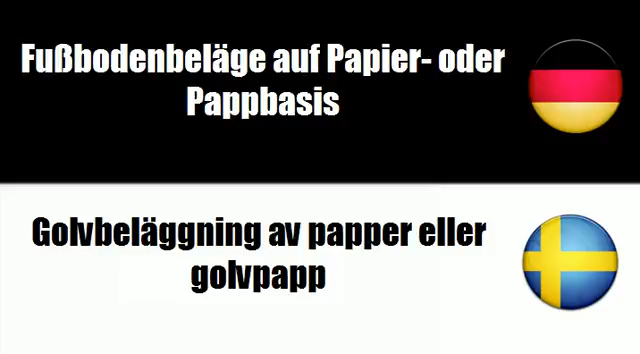 Fußbodenbeläge auf Papier- oder
Pappbasis
Golvbeläggning av papper eller
golvpapp